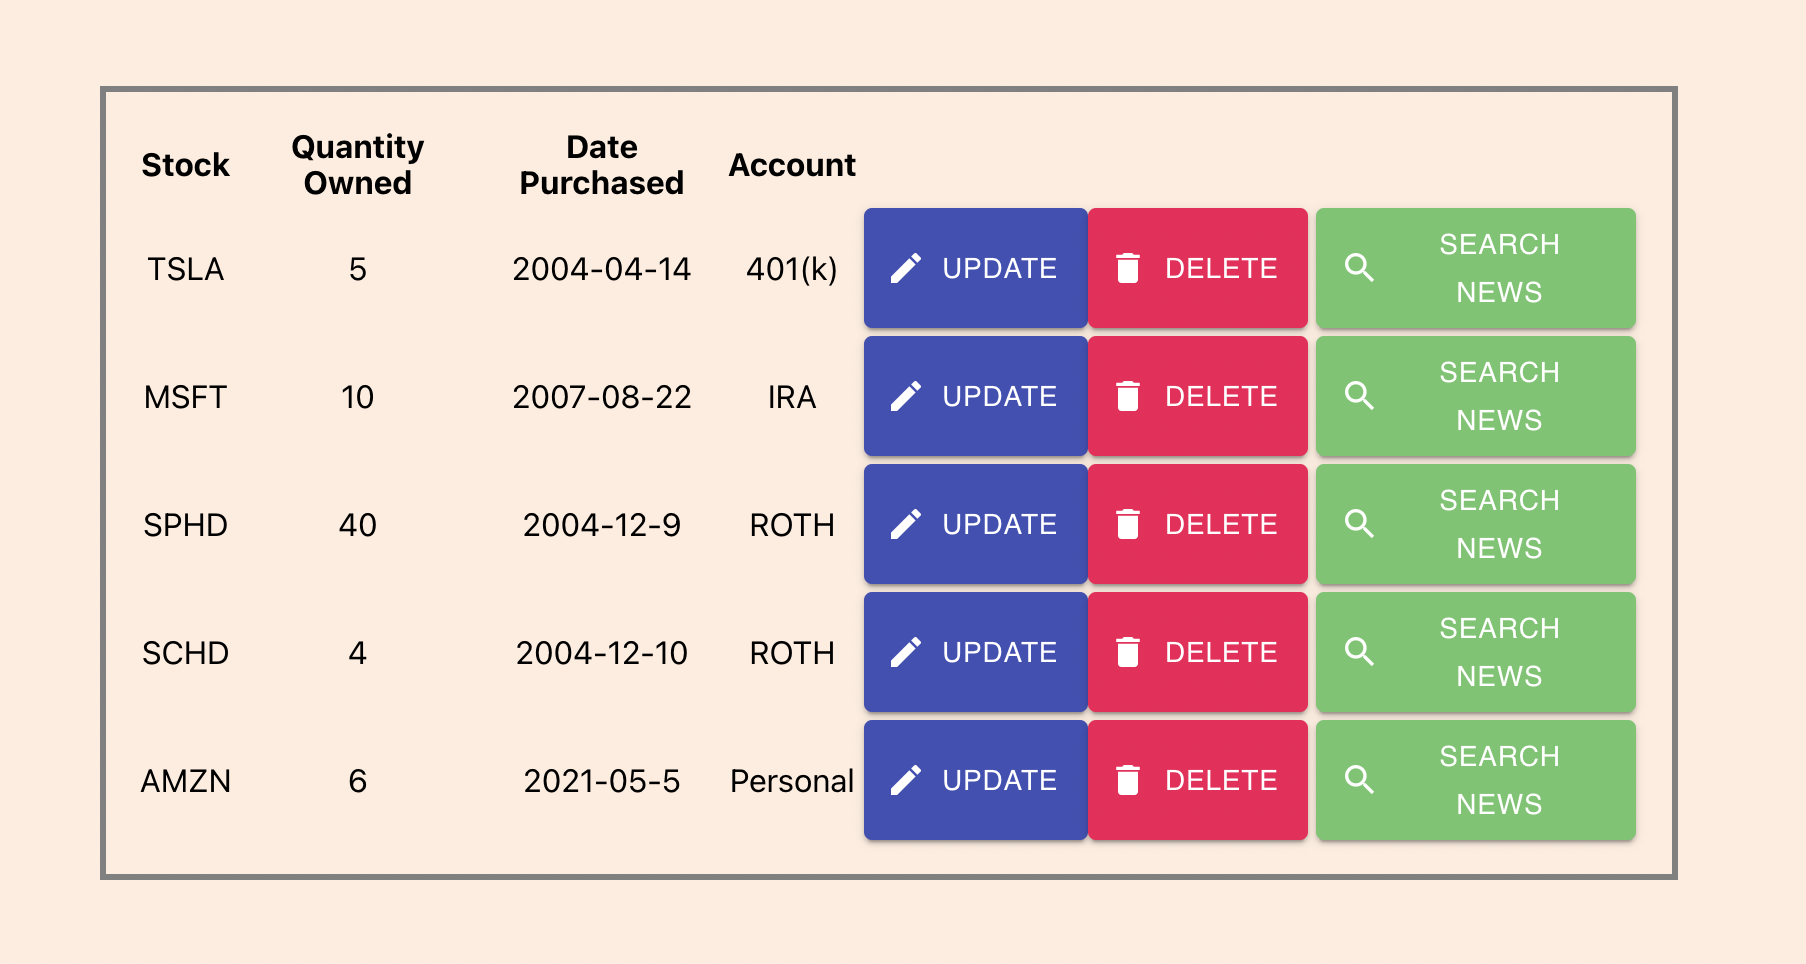 Stock Quantity Owned Date Purchased Account
TSLA 5 2004-04-14 401(k) UPDATE DELETE SEARCH NEWS
MSFT 10 2007-08-22 IRA UPDATE DELETE SEARCH NEWS
SPHD 40 2004-12-9 ROTH UPDATE DELETE SEARCH NEWS
SCHD 4 2004-12-10 ROTH UPDATE DELETE SEARCH NEWS
AMZN 6 2021-05-5 Personal UPDATE DELETE SEARCH NEWS